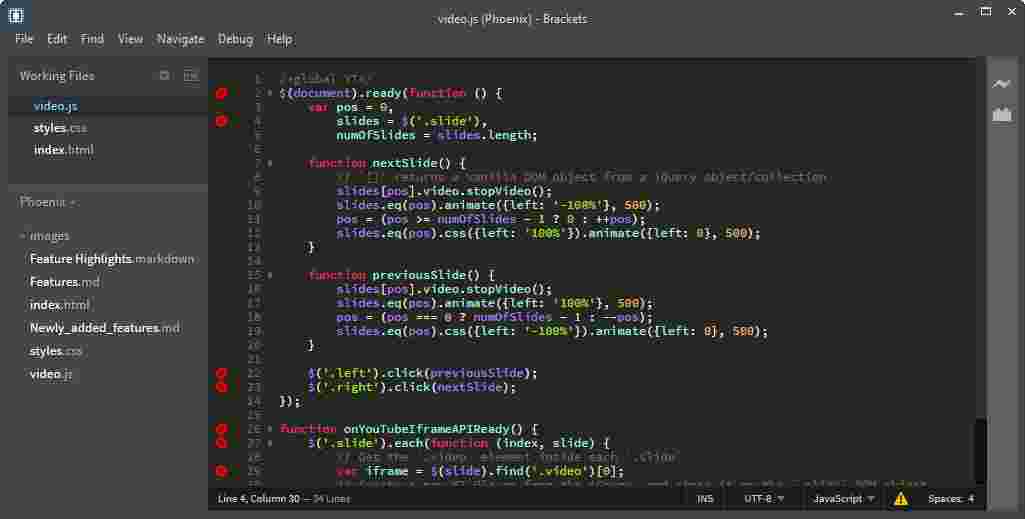 video.js (Phoenix) - Brackets
File Edit Find View Navigate Debug Help
Working Files
video.js
styles.css
index.html
Phoenix
images
Feature Highlights.markdown
Features.md
index.html
Newly_added_features.md
styles.css
video.js
1 /*global YT*/
2 $(document).ready(function () {
3 var pos = 0,
4 slides = $('.slide'),
5 numOfSlides = slides.length;
6
7 function nextSlide() {
8 // `[]` returns a vanilla DOM object from a jQuery object/collection
9 slides[pos].video.stopVideo();
10 slides.eq(pos).animate({left: '-100%'}, 500);
11 pos = (pos >= numOfSlides - 1 ? 0 : ++pos);
12 slides.eq(pos).css({left: '100%'}).animate({left: 0}, 500);
13 }
14
15 function previousSlide() {
16 slides[pos].video.stopVideo();
17 slides.eq(pos).animate({left: '100%'}, 500);
18 pos = (pos === 0 ? numOfSlides - 1 : --pos);
19 slides.eq(pos).css({left: '-100%'}).animate({left: 0}, 500);
20 }
21
22 $('.left').click(previousSlide);
23 $('.right').click(nextSlide);
24 });
25
26 function onYouTubeIframeAPIReady() {
27 $('.slide').each(function (index, slide) {
28 // Get the `.video` element inside each `.slide`
29 var iframe = $(slide).find('.video')[0];
Line 4, Column 30 — 34 Lines
INS UTF-8 JavaScript Spaces: 4